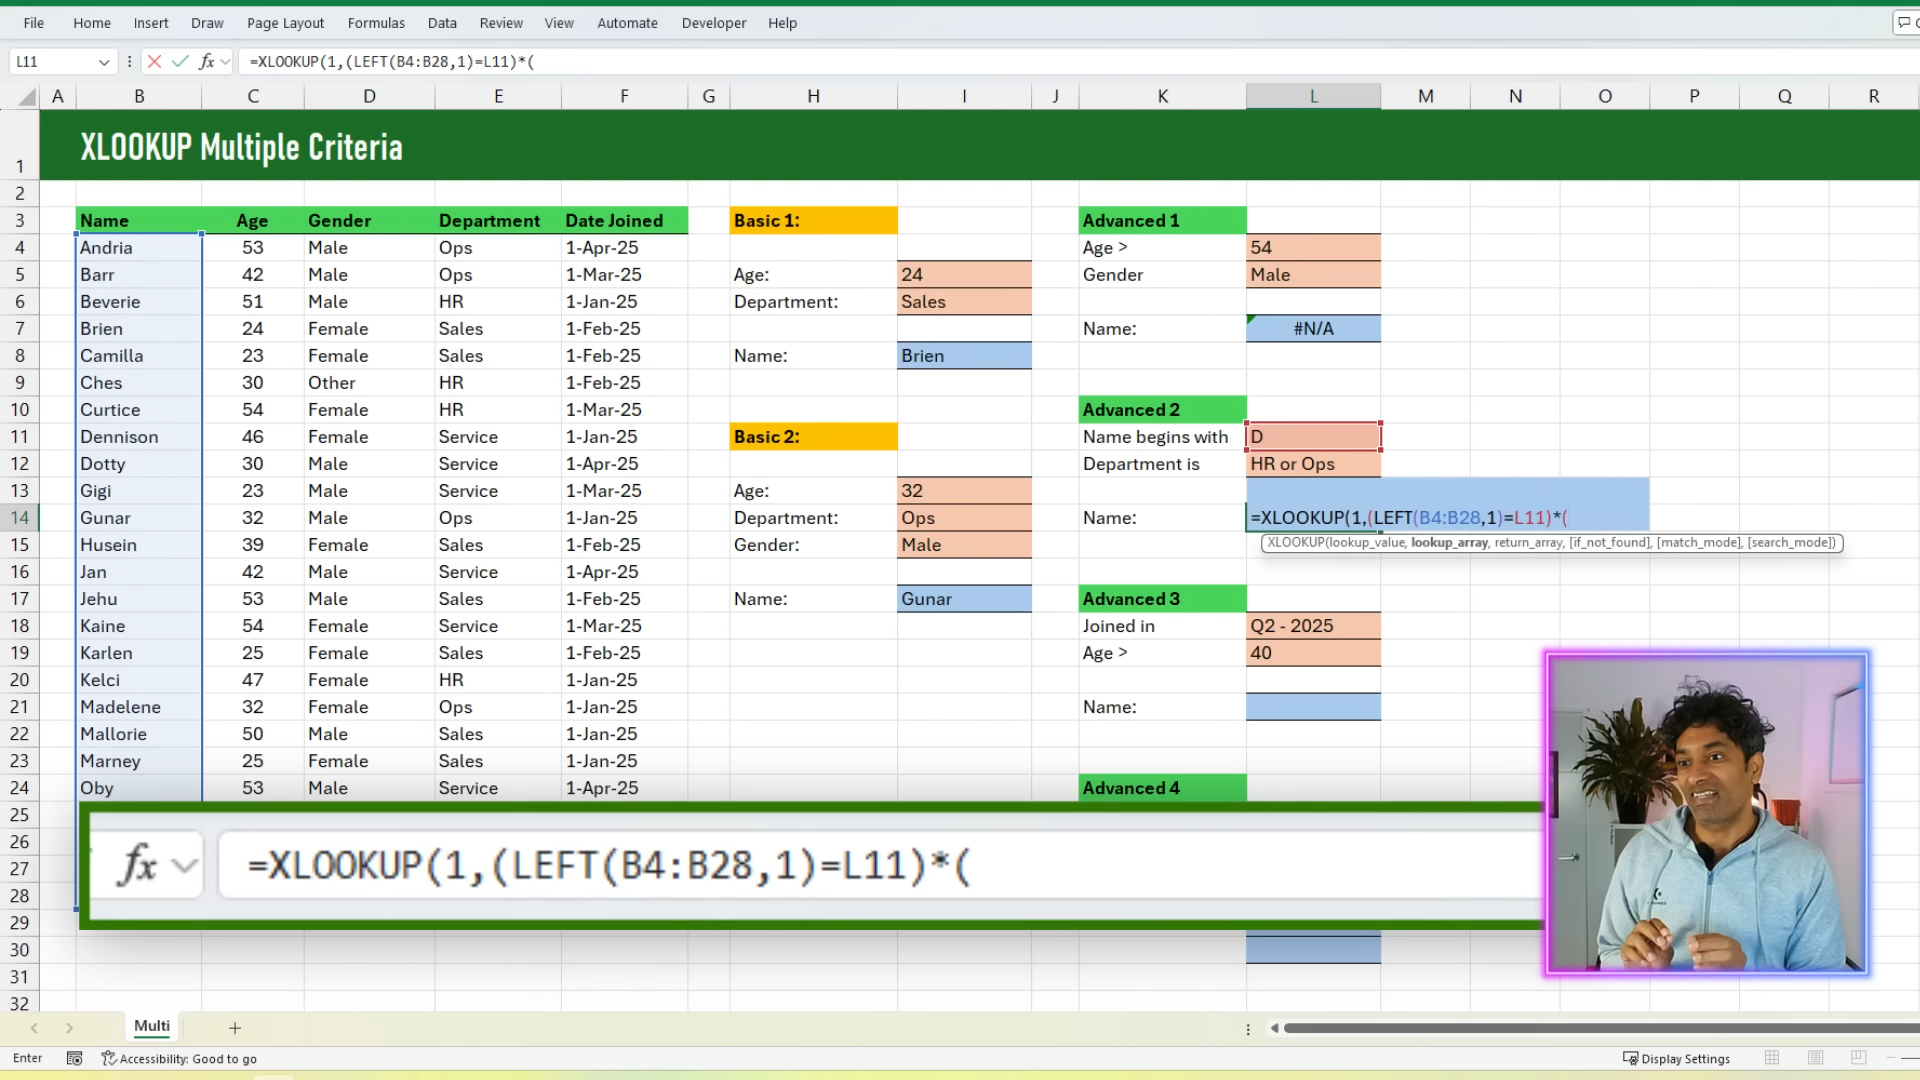 File Home Insert Draw Page Layout Formulas Data Review View Automate Developer Help
L11 fx =XLOOKUP(1,(LEFT(B4:B28,1)=L11)*(
A B C D E F G H I J K L M N O P Q R
1 XLOOKUP Multiple Criteria
2
3 Name Age Gender Department Date Joined Basic 1: Advanced 1
4 Andria 53 Male Ops 1-Apr-25 Age > 54
5 Barr 42 Male Ops 1-Mar-25 Age: 24 Gender Male
6 Beverie 51 Male HR 1-Jan-25 Department: Sales
7 Brien 24 Female Sales 1-Feb-25 Name: #N/A
8 Camilla 23 Female Sales 1-Feb-25 Name: Brien
9 Ches 30 Other HR 1-Feb-25
10 Curtice 54 Female HR 1-Mar-25 Advanced 2
11 Dennison 46 Female Service 1-Jan-25 Basic 2: Name begins with D
12 Dotty 30 Male Service 1-Apr-25 Department is HR or Ops
13 Gigi 23 Male Service 1-Mar-25 Age: 32
14 Gunar 32 Male Ops 1-Jan-25 Department: Ops Name: =XLOOKUP(1,(LEFT(B4:B28,1)=L11)*(
XLOOKUP(lookup_value, lookup_array, return_array, [if_not_found], [match_mode], [search_mode])
15 Husein 39 Male Sales 1-Feb-25 Gender: Male
16 Jan 42 Male Service 1-Apr-25
17 Jehu 53 Male Sales 1-Feb-25 Name: Gunar Advanced 3
18 Kaine 54 Female Service 1-Mar-25 Joined in Q2 - 2025
19 Karlen 25 Female Sales 1-Feb-25 Age > 40
20 Kelci 47 Female HR 1-Jan-25
21 Madelene 32 Female Ops 1-Jan-25 Name:
22 Mallorie 50 Male Sales 1-Jan-25
23 Marney 25 Female Sales 1-Jan-25
24 Oby 53 Male Service 1-Apr-25 Advanced 4
25
26
27
28
fx =XLOOKUP(1,(LEFT(B4:B28,1)=L11)*(
29
30
31
32
Multi
Enter Accessibility: Good to go Display Settings